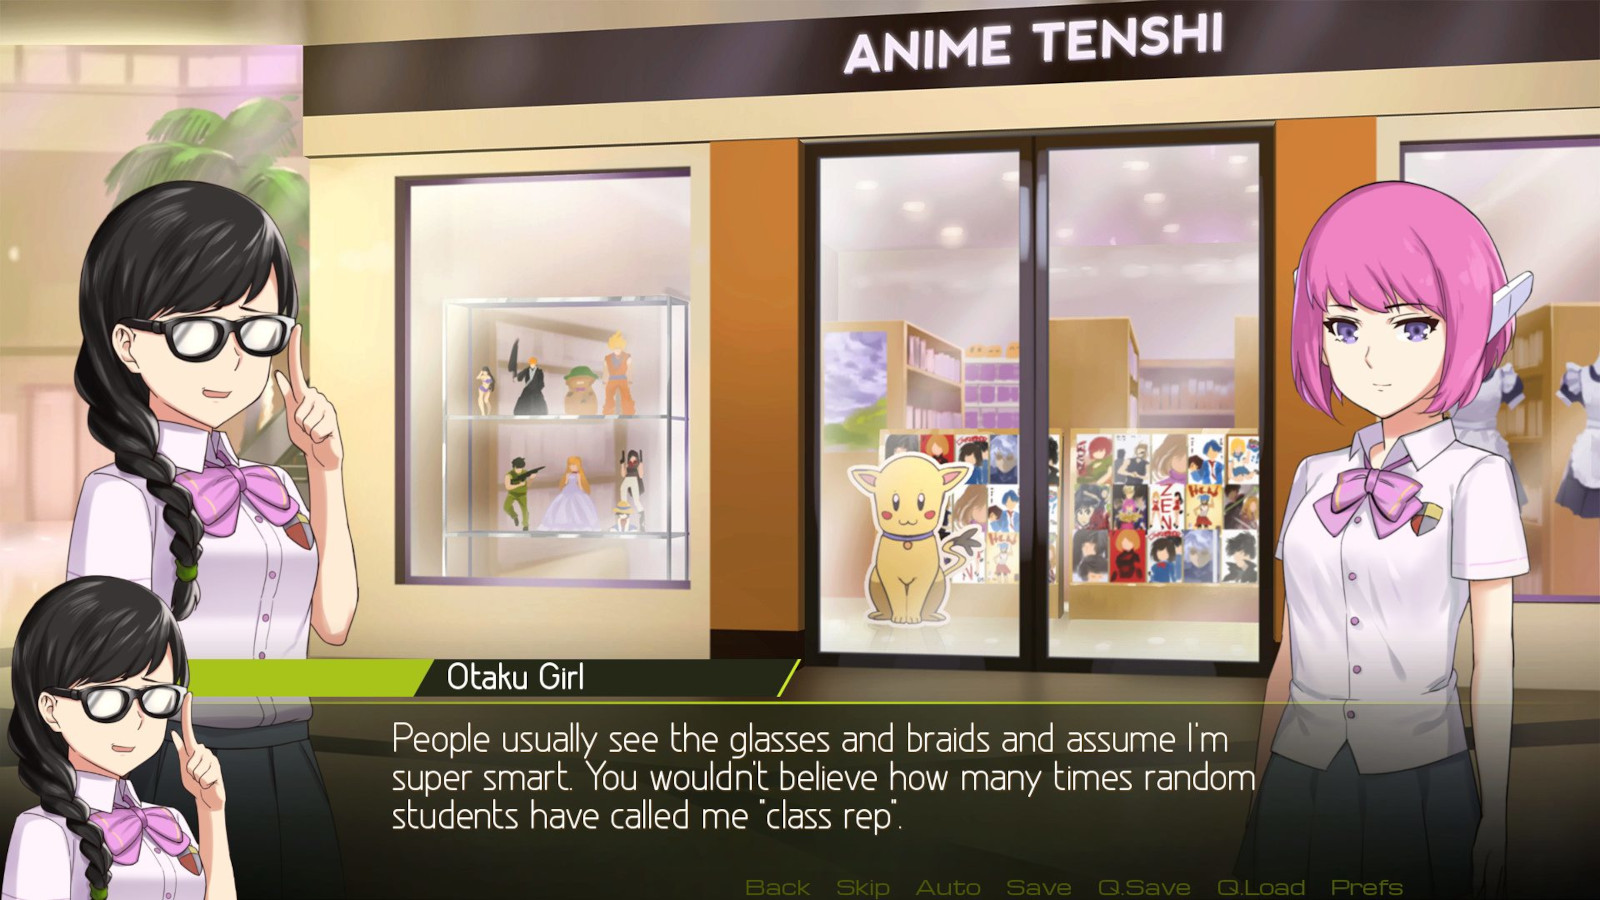 ANIME TENSHI
ZEN
Otaku Girl
People usually see the glasses and braids and assume I'm
super smart. You wouldn't believe how many times random
students have called me "class rep".
Back Skip Auto Save Q.Save Q.Load Prefs